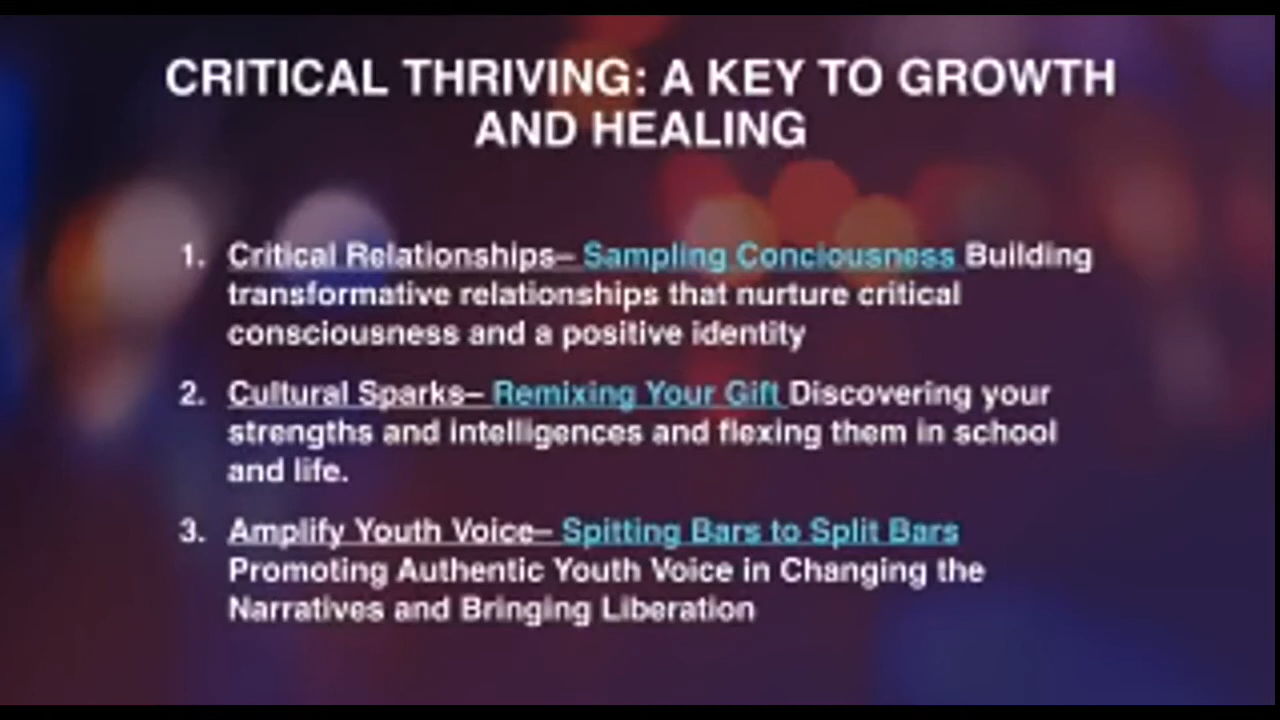 CRITICAL THRIVING: A KEY TO GROWTH
AND HEALING
1. Critical Relationships– Sampling Conciousness Building
transformative relationships that nurture critical
consciousness and a positive identity
2. Cultural Sparks– Remixing Your Gift Discovering your
strengths and intelligences and flexing them in school
and life.
3. Amplify Youth Voice– Spitting Bars to Split Bars
Promoting Authentic Youth Voice in Changing the
Narratives and Bringing Liberation